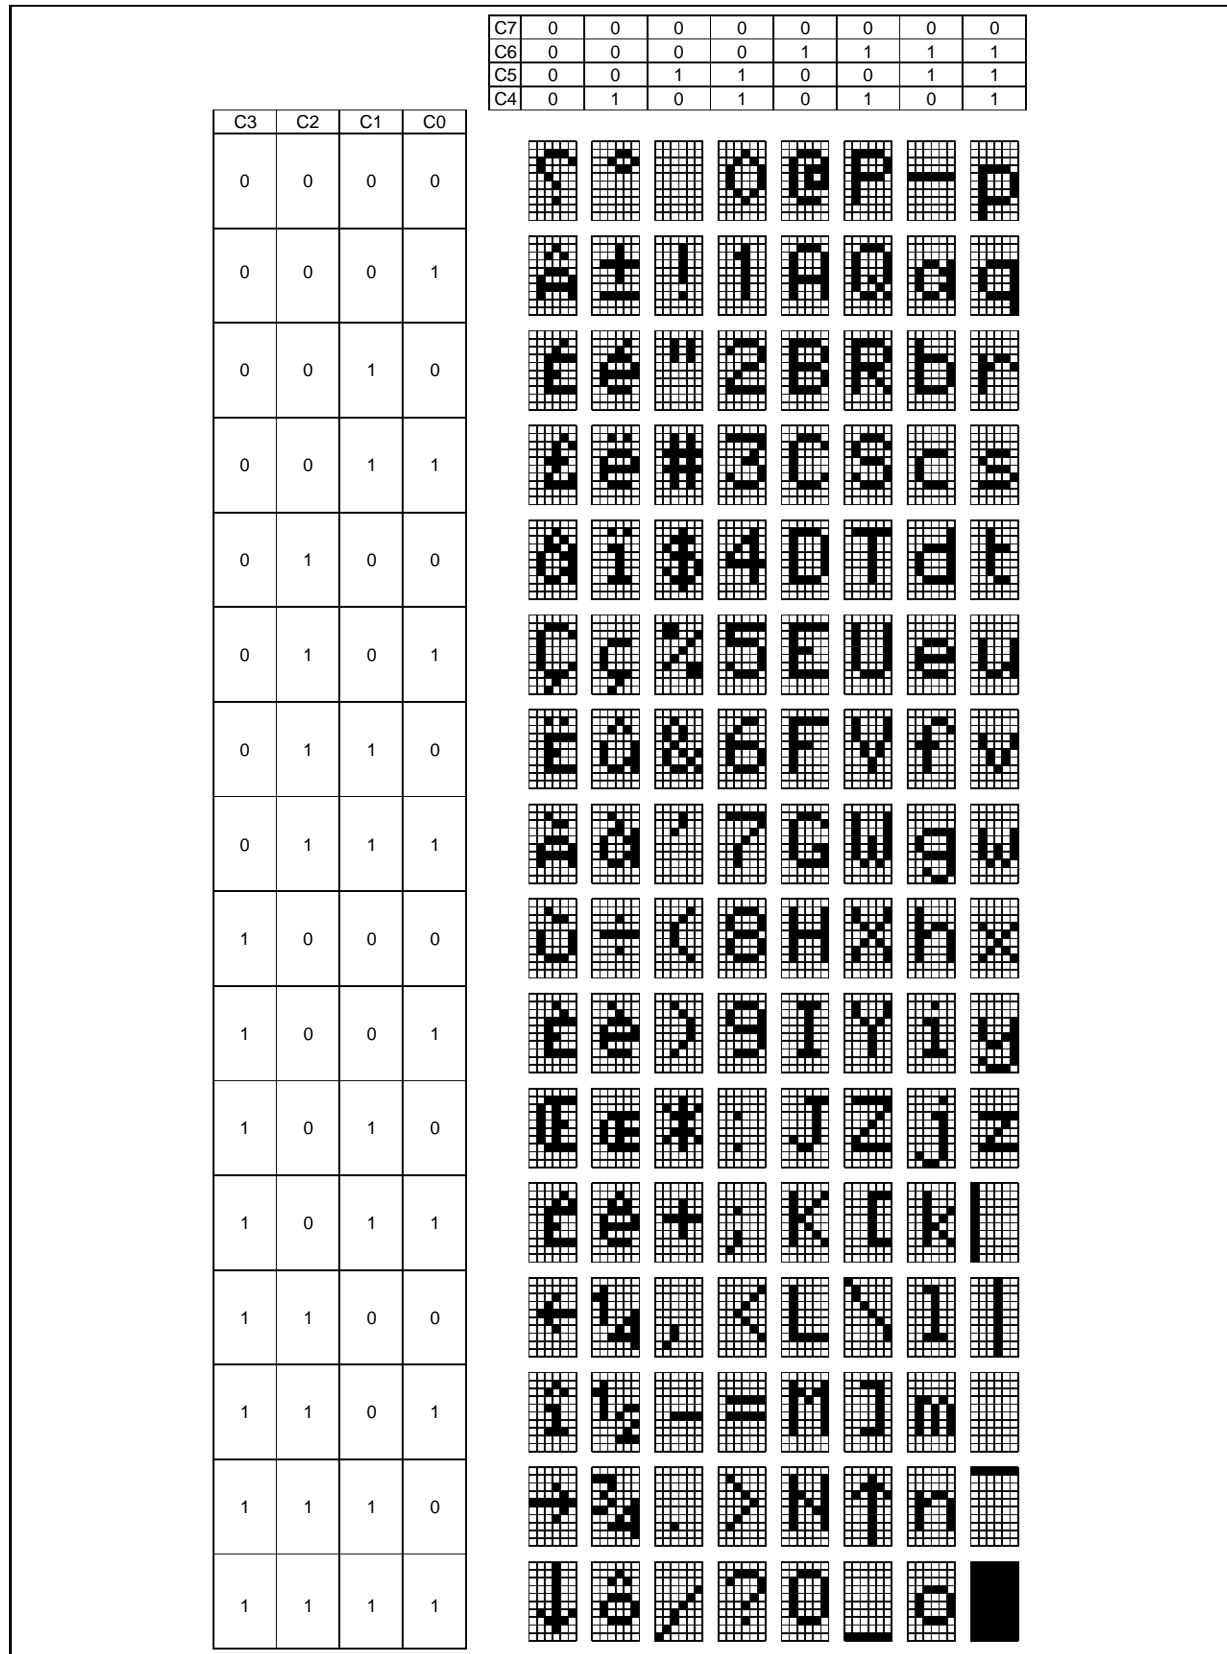 C7 0 0 0 0 0 0 0 0
C6 0 0 0 0 1 1 1 1
C5 0 0 1 1 0 0 1 1
C4 0 1 0 1 0 1 0 1
C3 C2 C1 C0
0 0 0 0 0 @ P — p
0 0 0 1 ± ! 1 A Q a q
0 0 1 0 É é " 2 B R b r
0 0 1 1 ë # 3 C S c s
0 1 0 0 ï $ 4 D T d t
0 1 0 1 Ç ç % 5 E U e u
0 1 1 0 Ë û & 6 F V f v
0 1 1 1 à ' 7 G W g w
1 0 0 0 ù ÷ ( 8 H X h x
1 0 0 1 È è ) 9 I Y i y
1 0 1 0 Œ œ * : J Z j z
1 0 1 1 Ê ê + ; K [ k |
1 1 0 0 ← ¼ , < L \ l |
1 1 0 1 î ½ - = M ] m
1 1 1 0 → ¾ . > N ↑ n ‾
1 1 1 1 ↓ / ? O _ o █